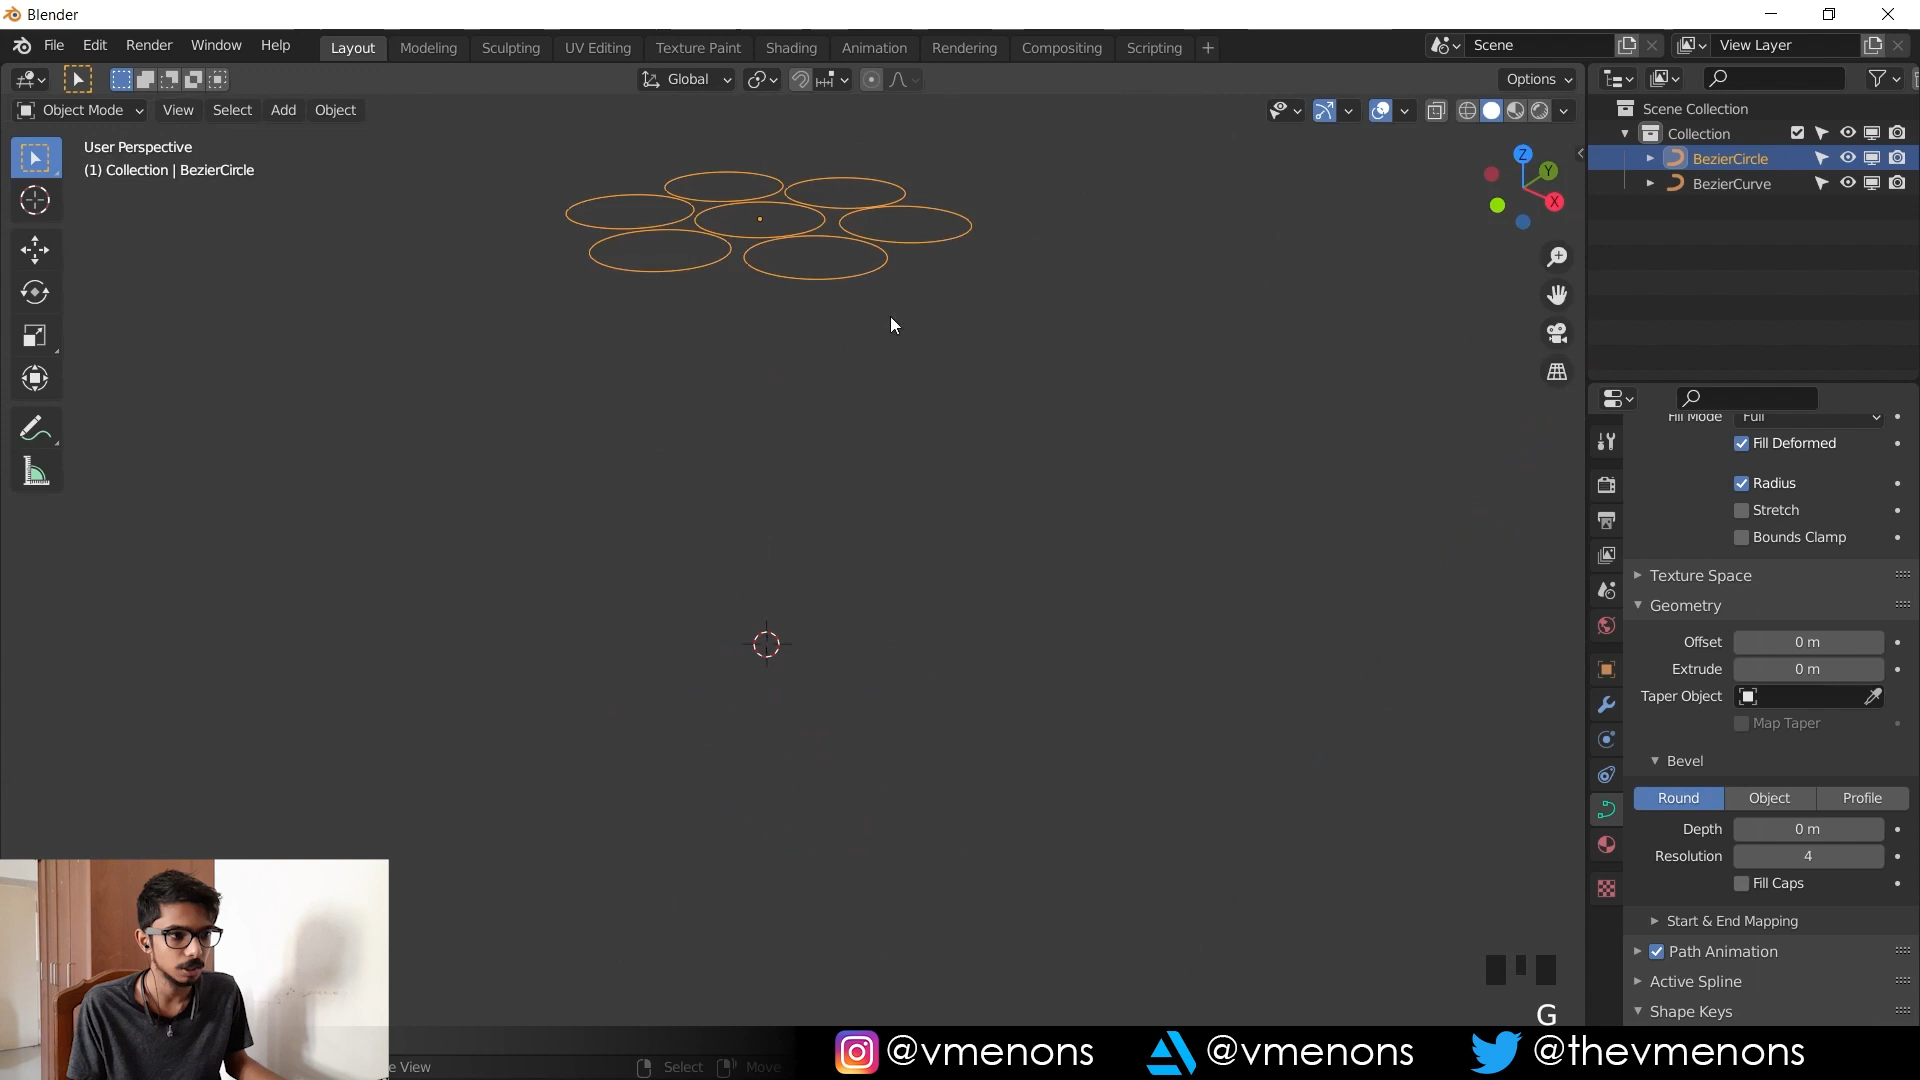 Blender
File Edit Render Window Help Layout Modeling Sculpting UV Editing Texture Paint Shading Animation Rendering Compositing Scripting + Scene View Layer
Global Options
Object Mode View Select Add Object
User Perspective
(1) Collection | BezierCircle
Z
Y
X
Scene Collection
Collection
BezierCircle
BezierCurve
Fill Mode Full
Fill Deformed
Radius
Stretch
Bounds Clamp
Texture Space
Geometry
Offset 0 m
Extrude 0 m
Taper Object
Map Taper
Bevel
Round Object Profile
Depth 0 m
Resolution 4
Fill Caps
Start & End Mapping
Path Animation
Active Spline
Shape Keys
G
e View Select Move
@vmenons @vmenons @thevmenons